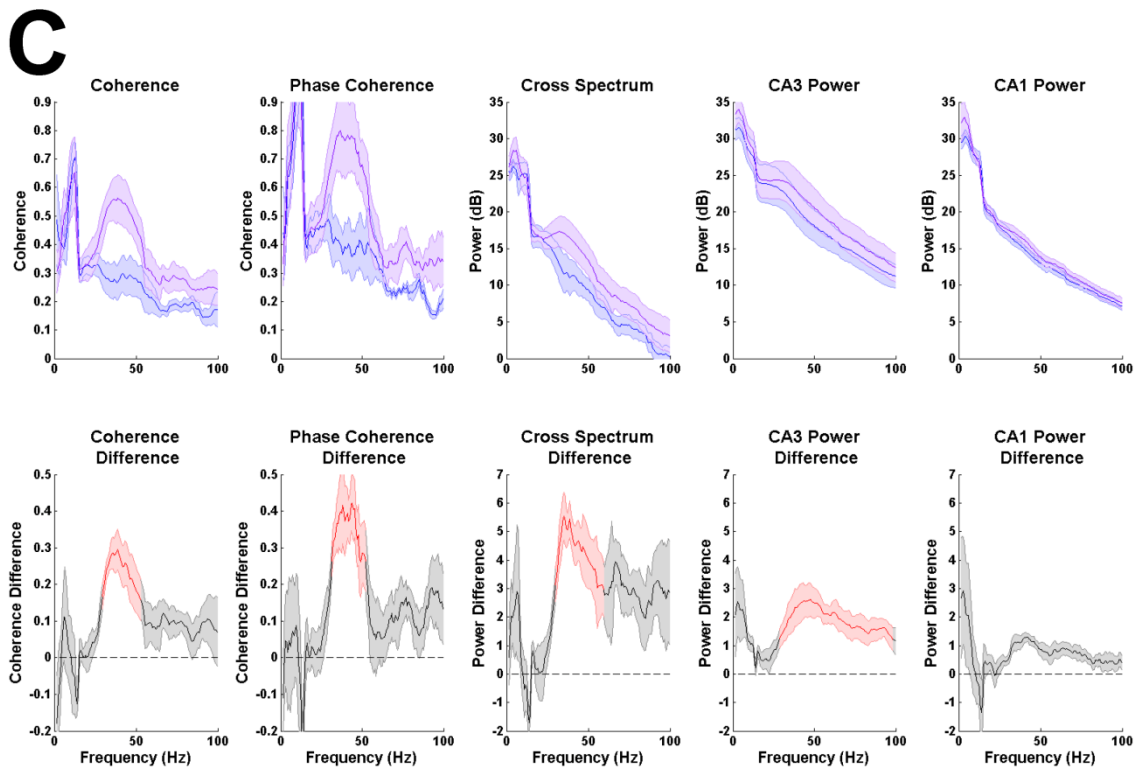 C
Coherence
Phase Coherence
Cross Spectrum
CA3 Power
CA1 Power
Coherence
0.9
0.8
0.7
0.6
0.5
0.4
0.3
0.2
0.1
0
0 50 100
Coherence
0.9
0.8
0.7
0.6
0.5
0.4
0.3
0.2
0.1
0
0 50 100
Power (dB)
35
30
25
20
15
10
5
0
0 50 100
Power (dB)
35
30
25
20
15
10
5
0
0 50 100
Power (dB)
35
30
25
20
15
10
5
0
0 50 100
Coherence
Difference
Phase Coherence
Difference
Cross Spectrum
Difference
CA3 Power
Difference
CA1 Power
Difference
Coherence Difference
0.5
0.4
0.3
0.2
0.1
0
-0.1
-0.2
0 50 100
Frequency (Hz)
Coherence Difference
0.5
0.4
0.3
0.2
0.1
0
-0.1
-0.2
0 50 100
Frequency (Hz)
Power Difference
7
6
5
4
3
2
1
0
-1
-2
0 50 100
Frequency (Hz)
Power Difference
7
6
5
4
3
2
1
0
-1
-2
0 50 100
Frequency (Hz)
Power Difference
7
6
5
4
3
2
1
0
-1
-2
0 50 100
Frequency (Hz)